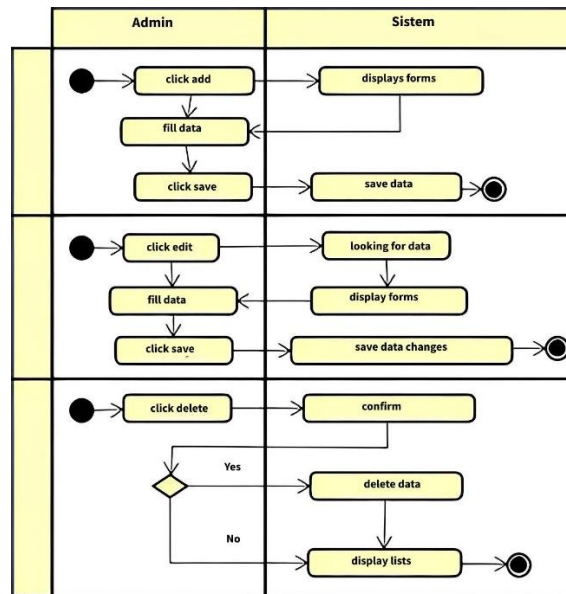 Admin
Sistem
click add
displays forms
fill data
click save
save data
click edit
looking for data
fill data
display forms
click save
save data changes
click delete
confirm
Yes
delete data
No
display lists